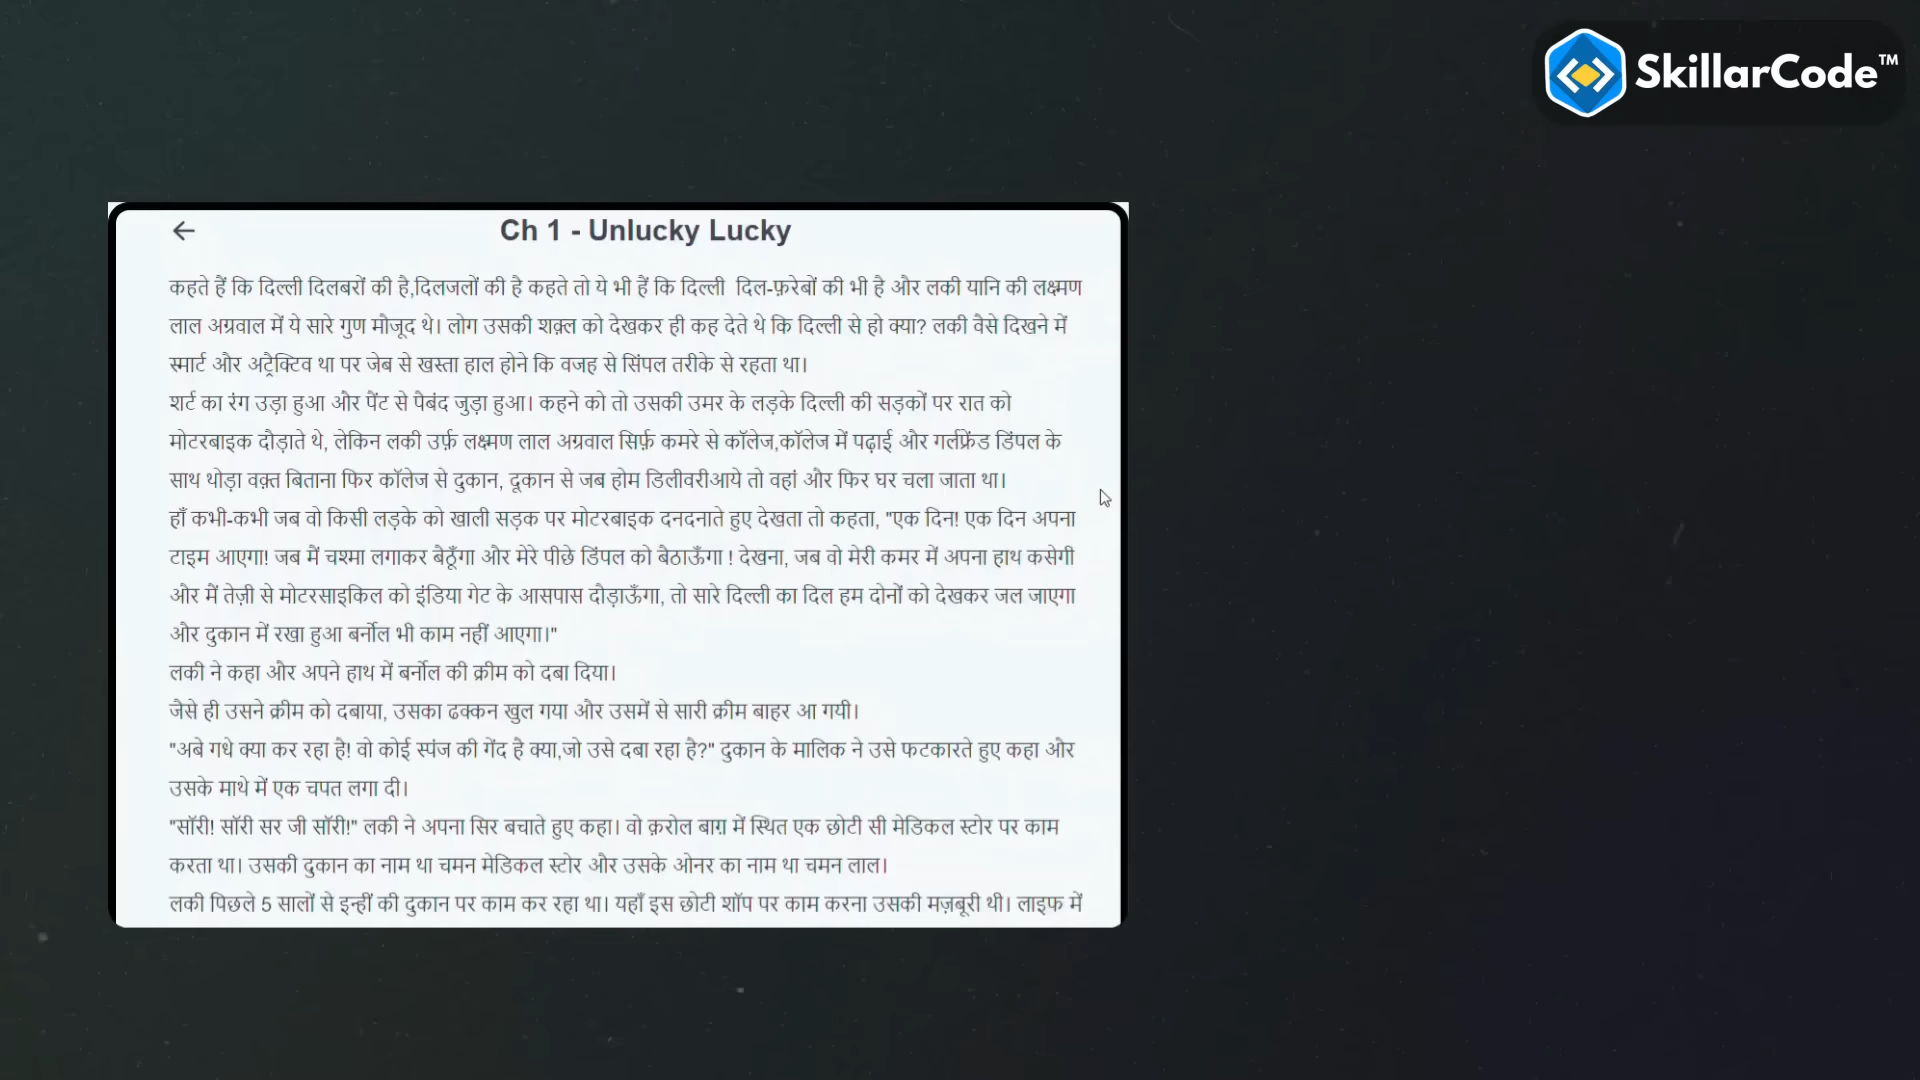 SkillarCode™
Ch 1 - Unlucky Lucky
कहते हैं कि दिल्ली दिलबरों की है,दिलजलों की है कहते तो ये भी हैं कि दिल्ली  दिल-फ़रेबों की भी है और लकी यानि की लक्ष्मण
लाल अग्रवाल में ये सारे गुण मौजूद थे। लोग उसकी शक़्ल को देखकर ही कह देते थे कि दिल्ली से हो क्या? लकी वैसे दिखने में
स्मार्ट और अट्रैक्टिव था पर जेब से खस्ता हाल होने कि वजह से सिंपल तरीके से रहता था।
शर्ट का रंग उड़ा हुआ और पेंट से पैबंद जुड़ा हुआ। कहने को तो उसकी उमर के लड़के दिल्ली की सड़कों पर रात को
मोटरबाइक दौड़ाते थे, लेकिन लकी उर्फ़ लक्ष्मण लाल अग्रवाल सिर्फ़ कमरे से कॉलेज,कॉलेज में पढ़ाई और गर्लफ्रेंड डिंपल के
साथ थोड़ा वक़्त बिताना फिर कॉलेज से दुकान, दूकान से जब होम डिलीवरीआये तो वहां और फिर घर चला जाता था।
हाँ कभी-कभी जब वो किसी लड़के को खाली सड़क पर मोटरबाइक दनदनाते हुए देखता तो कहता, "एक दिन! एक दिन अपना
टाइम आएगा! जब मैं चश्मा लगाकर बैठूँगा और मेरे पीछे डिंपल को बैठाऊँगा ! देखना, जब वो मेरी कमर में अपना हाथ कसेगी
और मैं तेज़ी से मोटरसाइकिल को इंडिया गेट के आसपास दौड़ाऊँगा, तो सारे दिल्ली का दिल हम दोनों को देखकर जल जाएगा
और दुकान में रखा हुआ बर्नोल भी काम नहीं आएगा।"
लकी ने कहा और अपने हाथ में बर्नोल की क्रीम को दबा दिया।
जैसे ही उसने क्रीम को दबाया, उसका ढक्कन खुल गया और उसमें से सारी क्रीम बाहर आ गयी।
"अबे गधे क्या कर रहा है! वो कोई स्पंज की गेंद है क्या,जो उसे दबा रहा है?" दुकान के मालिक ने उसे फटकारते हुए कहा और
उसके माथे में एक चपत लगा दी।
"सॉरी! सॉरी सर जी सॉरी!" लकी ने अपना सिर बचाते हुए कहा। वो क़रोल बाग़ में स्थित एक छोटी सी मेडिकल स्टोर पर काम
करता था। उसकी दुकान का नाम था चमन मेडिकल स्टोर और उसके ओनर का नाम था चमन लाल।
लकी पिछले 5 सालों से इन्हीं की दुकान पर काम कर रहा था। यहाँ इस छोटी शॉप पर काम करना उसकी मज़बूरी थी। लाइफ में